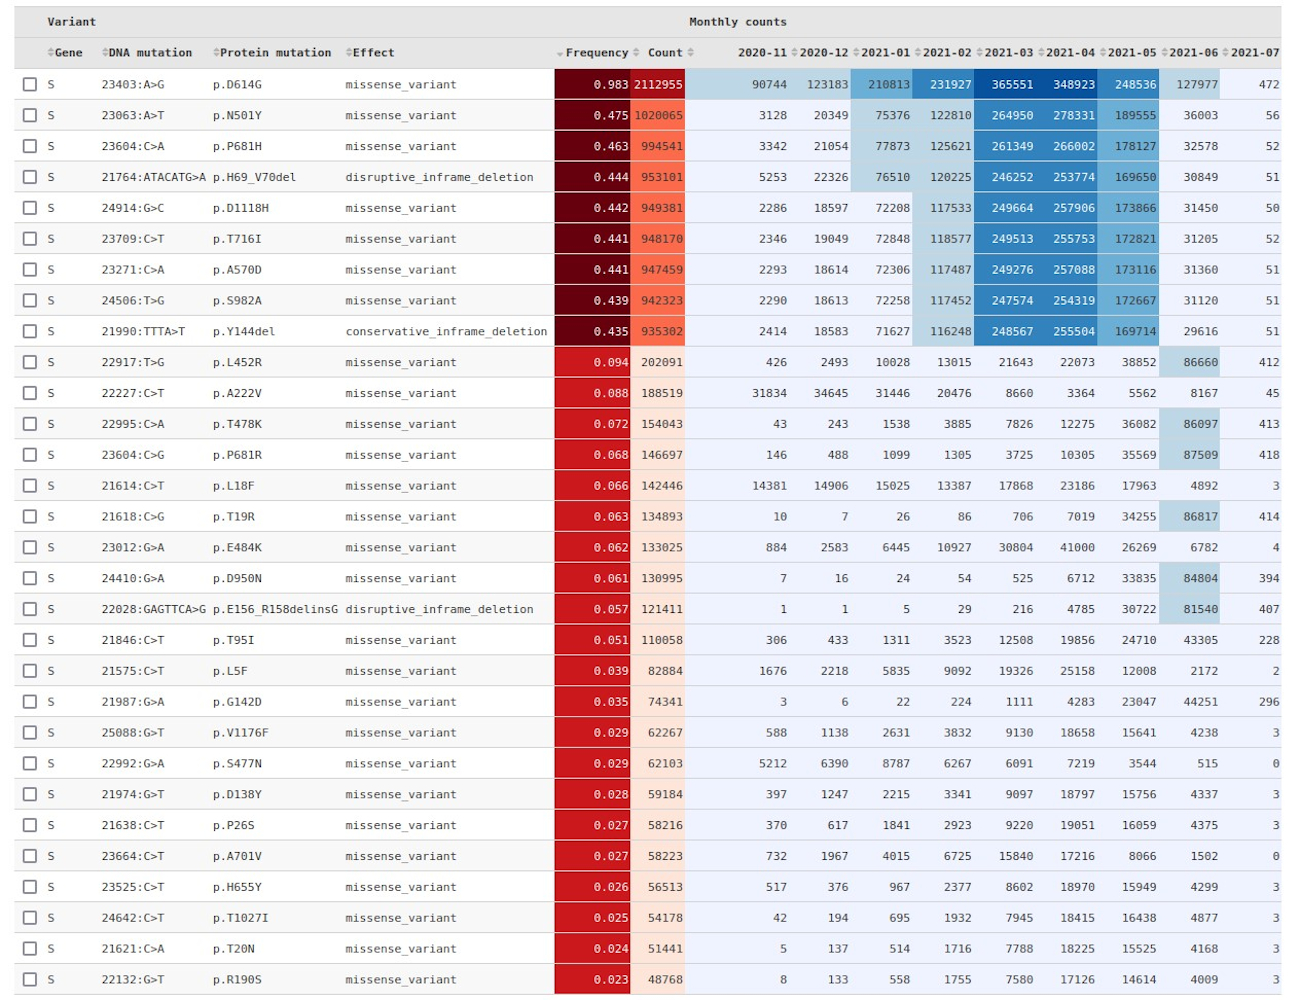 Variant Monthly counts
Gene DNA mutation Protein mutation Effect Frequency Count 2020-11 2020-12 2021-01 2021-02 2021-03 2021-04 2021-05 2021-06 2021-07
S 23403:A>G p.D614G missense_variant 0.983 2112955 90744 123183 210813 231927 365551 348923 248536 127977 472
S 23063:A>T p.N501Y missense_variant 0.475 1020065 3128 20349 75376 122810 264950 278331 189555 36003 56
S 23604:C>A p.P681H missense_variant 0.463 994541 3342 21054 77873 125621 261349 266002 178127 32578 52
S 21764:ATACATG>A p.H69_V70del disruptive_inframe_deletion 0.444 953101 5253 22326 76510 120225 246252 253774 169650 30849 51
S 24914:G>C p.D1118H missense_variant 0.442 949381 2286 18597 72208 117533 249664 257906 173866 31450 50
S 23709:C>T p.T716I missense_variant 0.441 948170 2346 19049 72848 118577 249513 255753 172821 31205 52
S 23271:C>A p.A570D missense_variant 0.441 947459 2293 18614 72306 117487 249276 257088 173116 31360 51
S 24506:T>G p.S982A missense_variant 0.439 942323 2290 18613 72258 117452 247574 254319 172667 31120 51
S 21990:TTTA>T p.Y144del conservative_inframe_deletion 0.435 935302 2414 18583 71627 116248 248567 255504 169714 29616 51
S 22917:T>G p.L452R missense_variant 0.094 202091 426 2493 10028 13015 21643 22073 38852 86660 412
S 22227:C>T p.A222V missense_variant 0.088 188519 31834 34645 31446 20476 8660 3364 5562 8167 45
S 22995:C>A p.T478K missense_variant 0.072 154043 43 243 1538 3885 7826 12275 36082 86097 413
S 23604:C>G p.P681R missense_variant 0.068 146697 146 488 1099 1305 3725 10305 35569 87509 418
S 21614:C>T p.L18F missense_variant 0.066 142446 14381 14906 15025 13387 17868 23186 17963 4892 3
S 21618:C>G p.T19R missense_variant 0.063 134893 10 7 26 86 706 7019 34255 86817 414
S 23012:G>A p.E484K missense_variant 0.062 133025 884 2583 6445 10927 30804 41000 26269 6782 4
S 24410:G>A p.D950N missense_variant 0.061 130995 7 16 24 54 525 6712 33835 84804 394
S 22028:GAGTTCA>G p.E156_R158delinsG disruptive_inframe_deletion 0.057 121411 1 1 5 29 216 4785 30722 81540 407
S 21846:C>T p.T95I missense_variant 0.051 110058 306 433 1311 3523 12508 19856 24710 43305 228
S 21575:C>T p.L5F missense_variant 0.039 82884 1676 2218 5835 9092 19326 25158 12008 2172 2
S 21987:G>A p.G142D missense_variant 0.035 74341 3 6 22 224 1111 4283 23047 44251 296
S 25088:G>T p.V1176F missense_variant 0.029 62267 588 1138 2631 3832 9130 18658 15641 4238 3
S 22992:G>A p.S477N missense_variant 0.029 62103 5212 6390 8787 6267 6091 7219 3544 515 0
S 21974:G>T p.D138Y missense_variant 0.028 59184 397 1247 2215 3341 9097 18797 15756 4337 3
S 21638:C>T p.P26S missense_variant 0.027 58216 370 617 1841 2923 9220 19051 16059 4375 3
S 23664:C>T p.A701V missense_variant 0.027 58223 732 1967 4015 6725 15840 17216 8066 1502 0
S 23525:C>T p.H655Y missense_variant 0.026 56513 517 376 967 2377 8602 18970 15949 4299 3
S 24642:C>T p.T1027I missense_variant 0.025 54178 42 194 695 1932 7945 18415 16438 4877 3
S 21621:C>A p.T20N missense_variant 0.024 51441 5 137 514 1716 7788 18225 15525 4168 3
S 22132:G>T p.R190S missense_variant 0.023 48768 8 133 558 1755 7580 17126 14614 4009 3